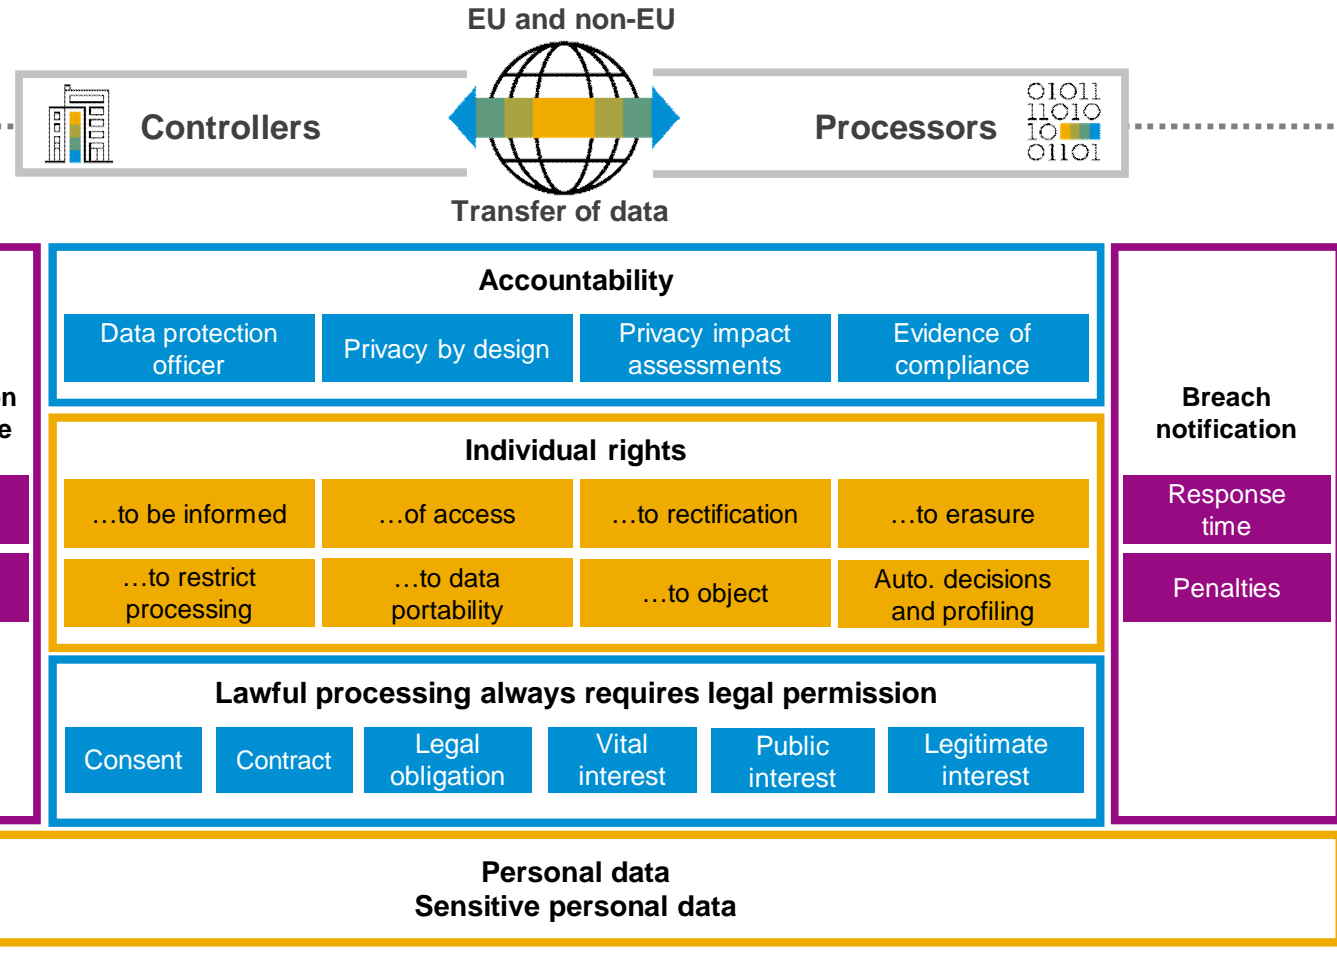 EU and non-EU
Controllers
Processors
01011
11010
10
01101
Transfer of data
Accountability
Data protection
officer
Privacy by design
Privacy impact
assessments
Evidence of
compliance
on
e
Breach
notification
Individual rights
...to be informed
...of access
...to rectification
...to erasure
Response
time
...to restrict
processing
...to data
portability
...to object
Auto. decisions
and profiling
Penalties
Lawful processing always requires legal permission
Consent
Contract
Legal
obligation
Vital
interest
Public
interest
Legitimate
interest
Personal data
Sensitive personal data